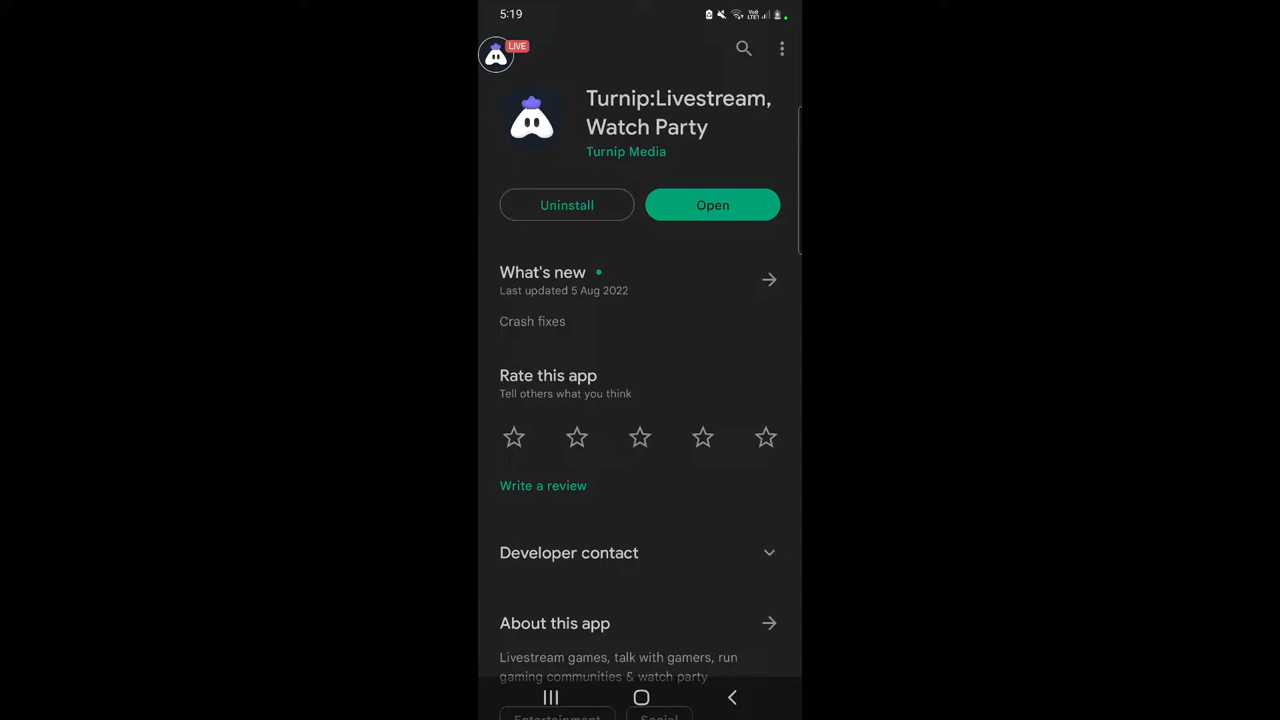 5:19
LIVE
Turnip:Livestream,
Watch Party
Turnip Media
Uninstall
Open
What's new
Last updated 5 Aug 2022
Crash fixes
Rate this app
Tell others what you think
Write a review
Developer contact
About this app
Livestream games, talk with gamers, run
gaming communities & watch party
Entertainment
Social